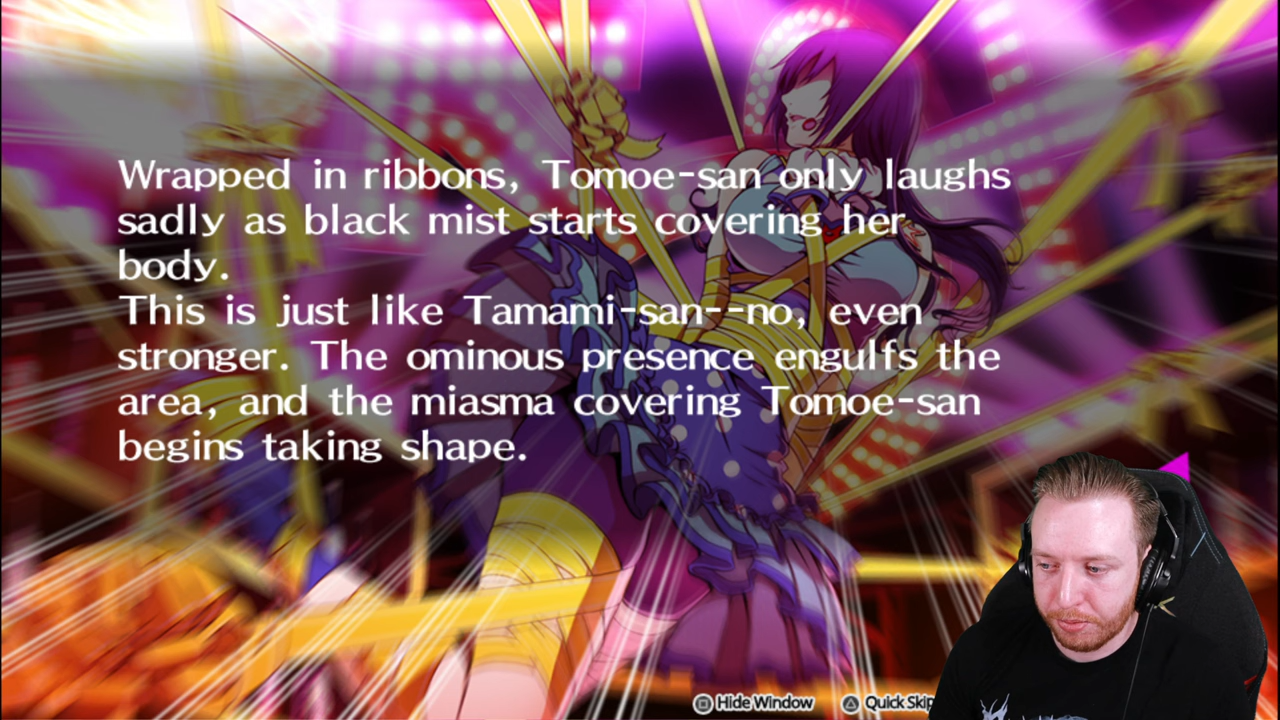 Wrapped in ribbons, Tomoe-san only laughs
sadly as black mist starts covering her
body.
This is just like Tamami-san--no, even
stronger. The ominous presence engulfs the
area, and the miasma covering Tomoe-san
begins taking shape.
Hide Window Quick Skip